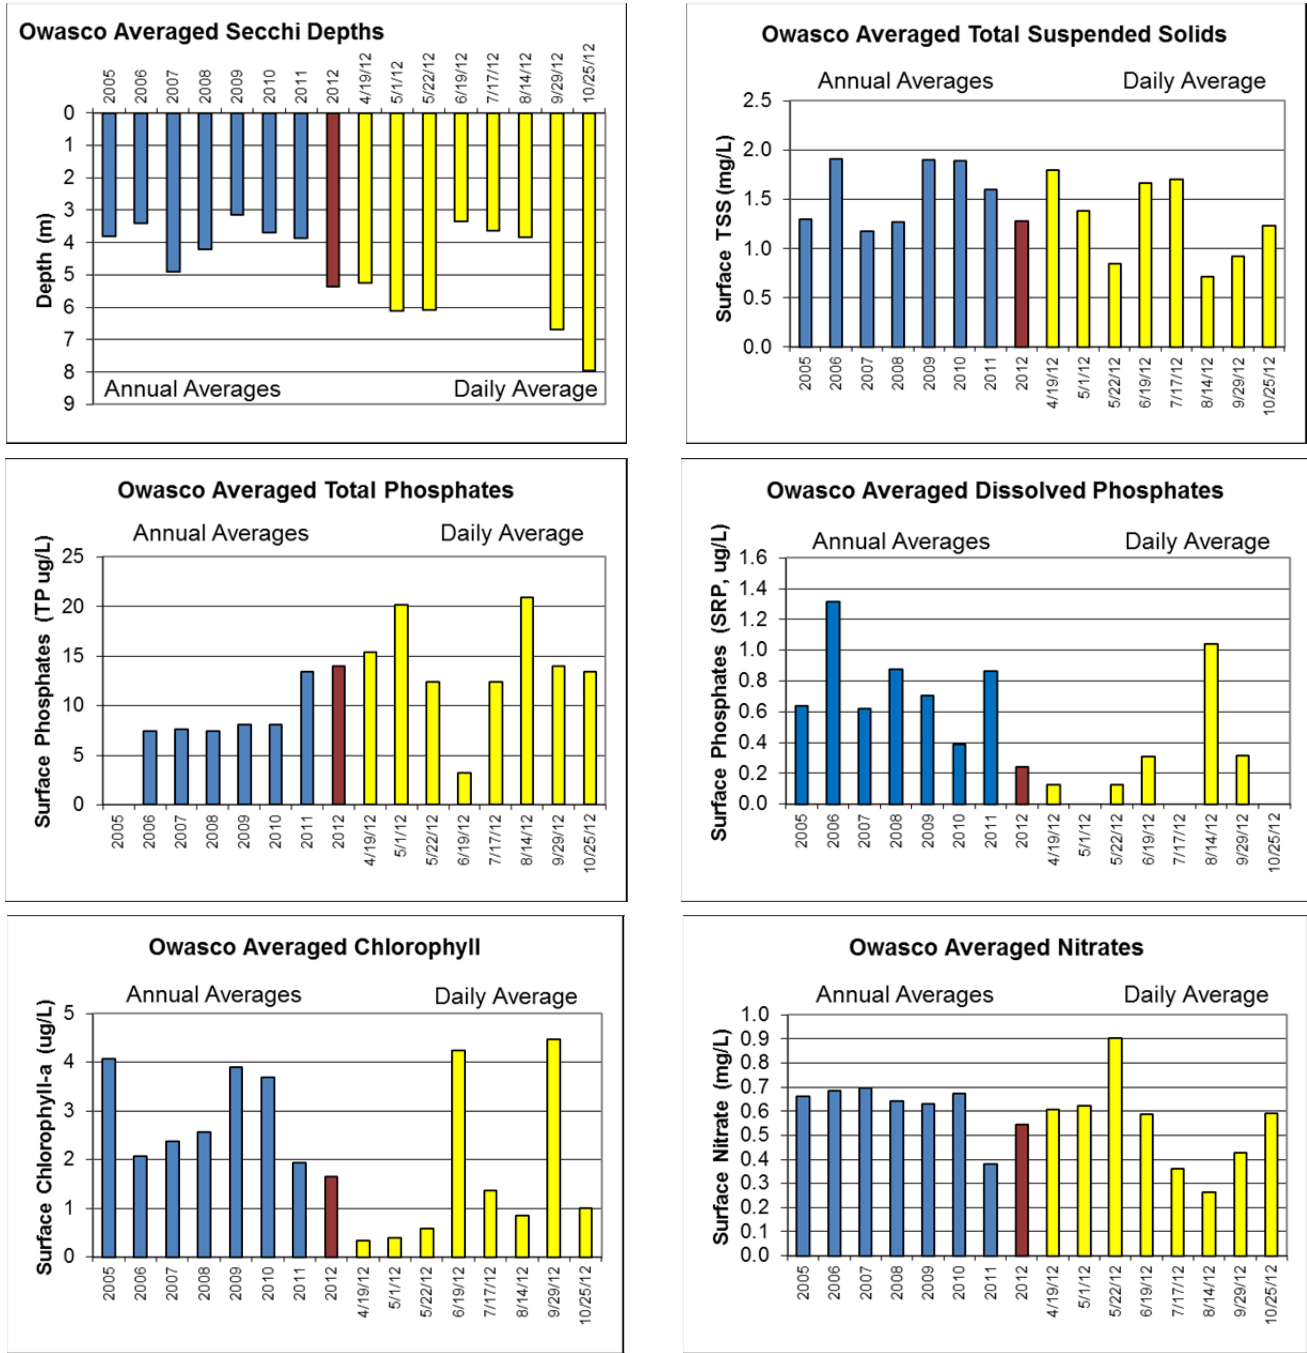 Owasco Averaged Secchi Depths
2005 2006 2007 2008 2009 2010 2011 2012 4/19/12 5/1/12 5/22/12 6/19/12 7/17/12 8/14/12 9/29/12 10/25/12
Depth (m)
0
1
2
3
4
5
6
7
8
9
Annual Averages Daily Average
Owasco Averaged Total Suspended Solids
Annual Averages Daily Average
Surface TSS (mg/L)
2.5
2.0
1.5
1.0
0.5
0.0
2005 2006 2007 2008 2009 2010 2011 2012 4/19/12 5/1/12 5/22/12 6/19/12 7/17/12 8/14/12 9/29/12 10/25/12
Owasco Averaged Total Phosphates
Annual Averages Daily Average
Surface Phosphates (TP ug/L)
25
20
15
10
5
0
2005 2006 2007 2008 2009 2010 2011 2012 4/19/12 5/1/12 5/22/12 6/19/12 7/17/12 8/14/12 9/29/12 10/25/12
Owasco Averaged Dissolved Phosphates
Annual Averages Daily Average
Surface Phosphates (SRP, ug/L)
1.6
1.4
1.2
1.0
0.8
0.6
0.4
0.2
0.0
2005 2006 2007 2008 2009 2010 2011 2012 4/19/12 5/1/12 5/22/12 6/19/12 7/17/12 8/14/12 9/29/12 10/25/12
Owasco Averaged Chlorophyll
Annual Averages Daily Average
Surface Chlorophyll-a (ug/L)
5
4
3
2
1
0
2005 2006 2007 2008 2009 2010 2011 2012 4/19/12 5/1/12 5/22/12 6/19/12 7/17/12 8/14/12 9/29/12 10/25/12
Owasco Averaged Nitrates
Annual Averages Daily Average
Surface Nitrate (mg/L)
1.0
0.9
0.8
0.7
0.6
0.5
0.4
0.3
0.2
0.1
0.0
2005 2006 2007 2008 2009 2010 2011 2012 4/19/12 5/1/12 5/22/12 6/19/12 7/17/12 8/14/12 9/29/12 10/25/12